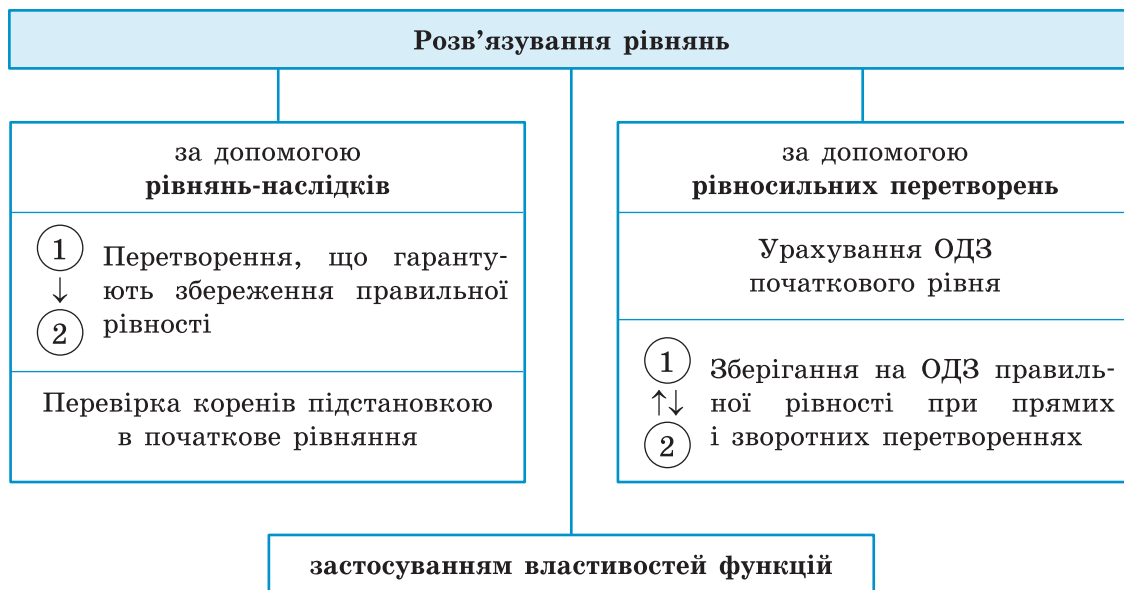 Розв’язування рівнянь
за допомогою
рівнянь-наслідків
1
↓
2
Перетворення, що гаранту-
ють збереження правильної
рівності
Перевірка коренів підстановкою
в початкове рівняння
за допомогою
рівносильних перетворень
Урахування ОДЗ
початкового рівня
1
↑↓
2
Зберігання на ОДЗ правиль-
ної рівності при прямих
і зворотних перетвореннях
застосуванням властивостей функцій